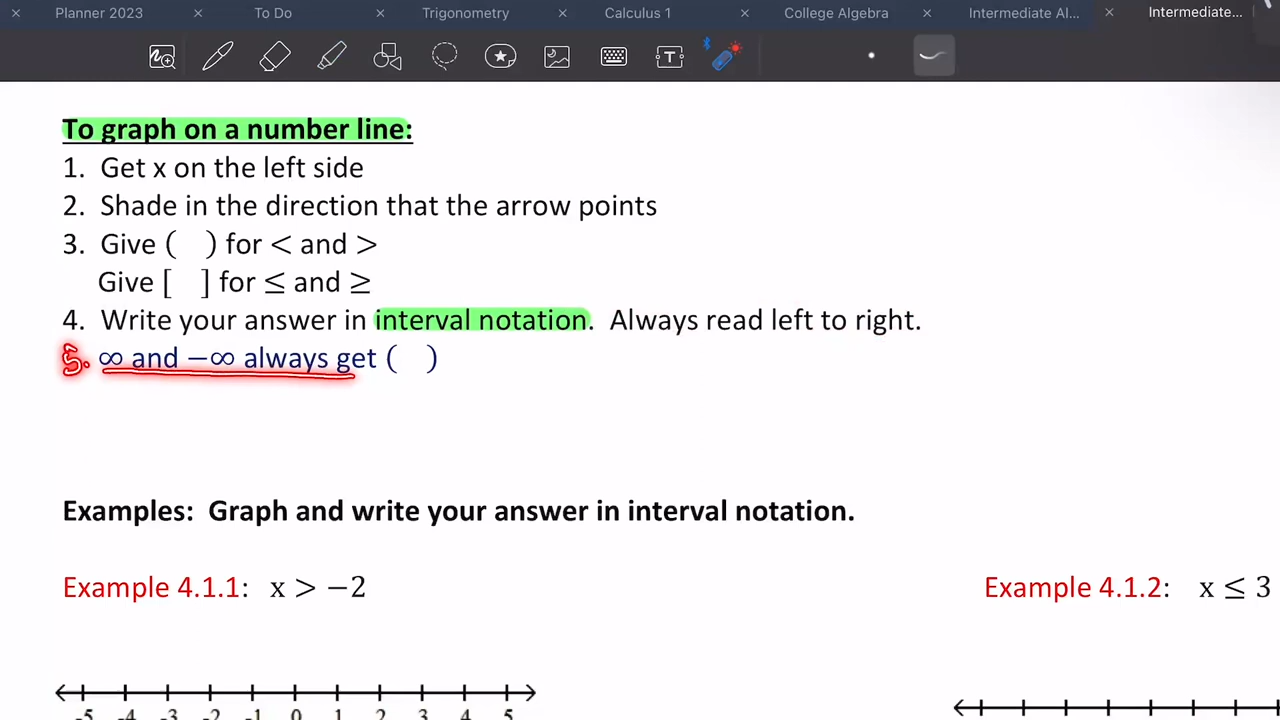 × Planner 2023 × To Do × Trigonometry × Calculus 1 × College Algebra × Intermediate Al... × Intermediate...
To graph on a number line:
1. Get x on the left side
2. Shade in the direction that the arrow points
3. Give ( ) for < and >
Give [ ] for ≤ and ≥
4. Write your answer in interval notation. Always read left to right.
5. ∞ and −∞ always get ( )
Examples: Graph and write your answer in interval notation.
Example 4.1.1: x > −2 Example 4.1.2: x ≤ 3
-5 -4 -3 -2 -1 0 1 2 3 4 5